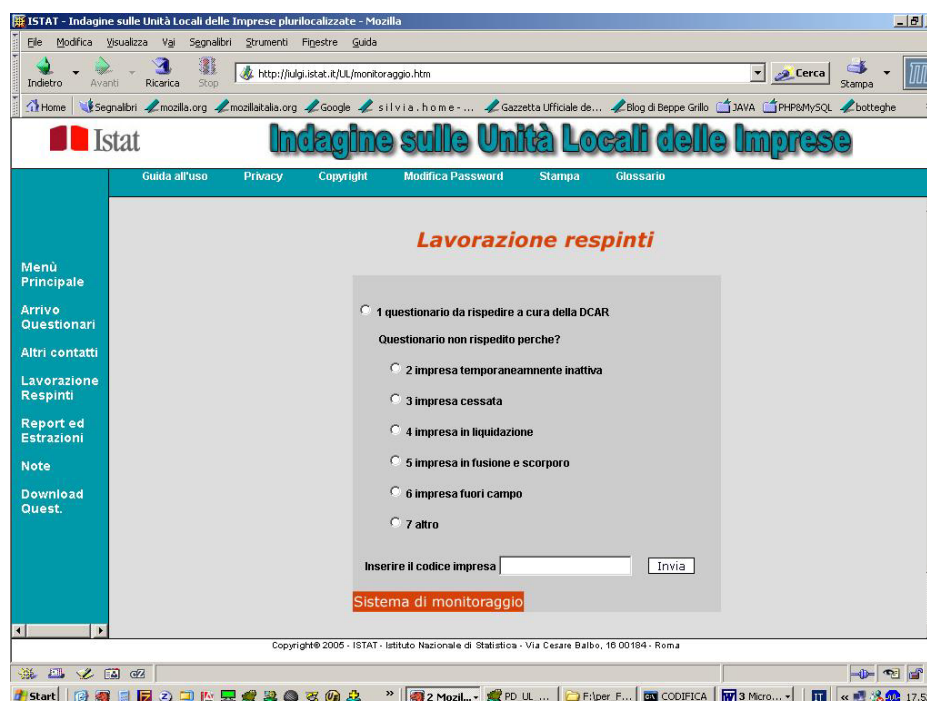 ISTAT - Indagine sulle Unità Locali delle Imprese plurilocalizzate - Mozilla
File Modifica Visualizza Vai Segnalibri Strumenti Finestre Guida
Indietro Avanti Ricarica Stop http://iulgi.istat.it/UL/monitoraggio.htm Cerca Stampa
Home Segnalibri mozilla.org mozillaitalia.org Google silvia.home-... Gazzetta Ufficiale de... Blog di Beppe Grillo JAVA PHP&MySQL botteghe
Istat Indagine sulle Unità Locali delle Imprese
Guida all'uso Privacy Copyright Modifica Password Stampa Glossario
Lavorazione respinti
Menù
Principale
Arrivo
Questionari
Altri contatti
Lavorazione
Respinti
Report ed
Estrazioni
Note
Download
Quest.
1 questionario da rispedire a cura della DCAR
Questionario non rispedito perche?
2 impresa temporaneamnente inattiva
3 impresa cessata
4 impresa in liquidazione
5 impresa in fusione e scorporo
6 impresa fuori campo
7 altro
Inserire il codice impresa Invia
Sistema di monitoraggio
Copyright® 2005 - ISTAT - Istituto Nazionale di Statistica - Via Cesare Balbo, 16 00184 - Roma
Start » 2 Mozil... PD_UL ... F:\per F... CODIFICA 3 Micro... «